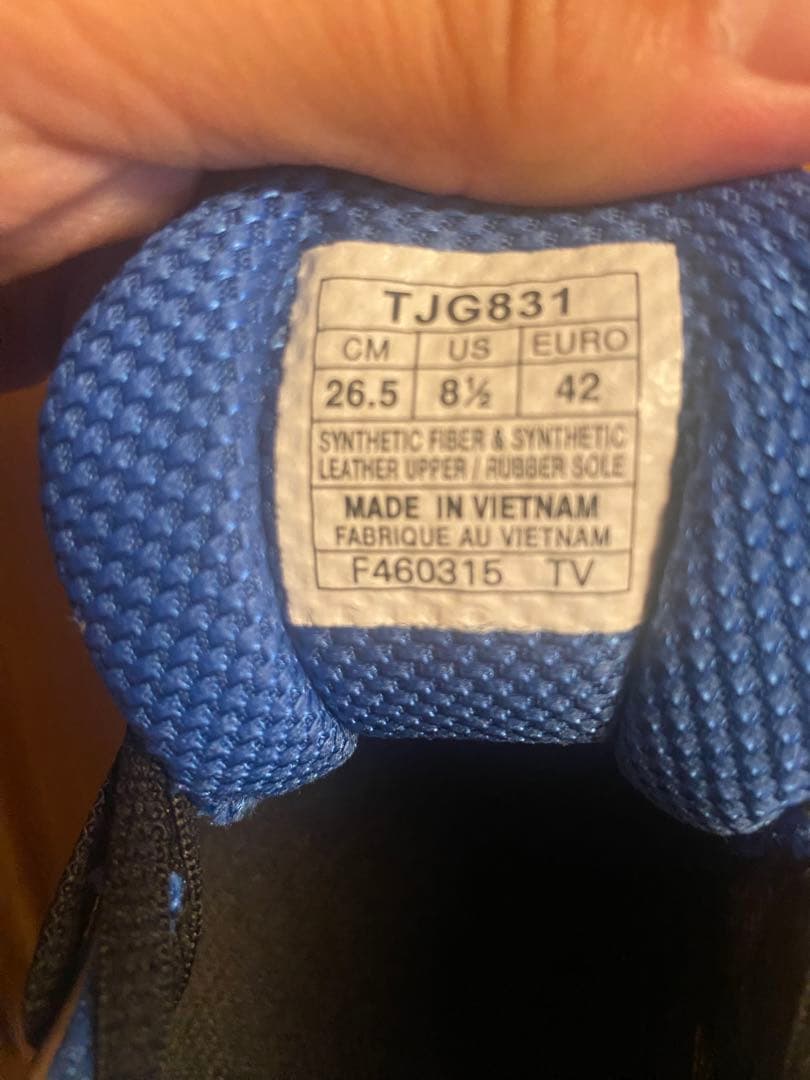 TJG831
CM US EURO
26.5 8½ 42
SYNTHETIC FIBER & SYNTHETIC
LEATHER UPPER / RUBBER SOLE
MADE IN VIETNAM
FABRIQUE AU VIETNAM
F460315 TV